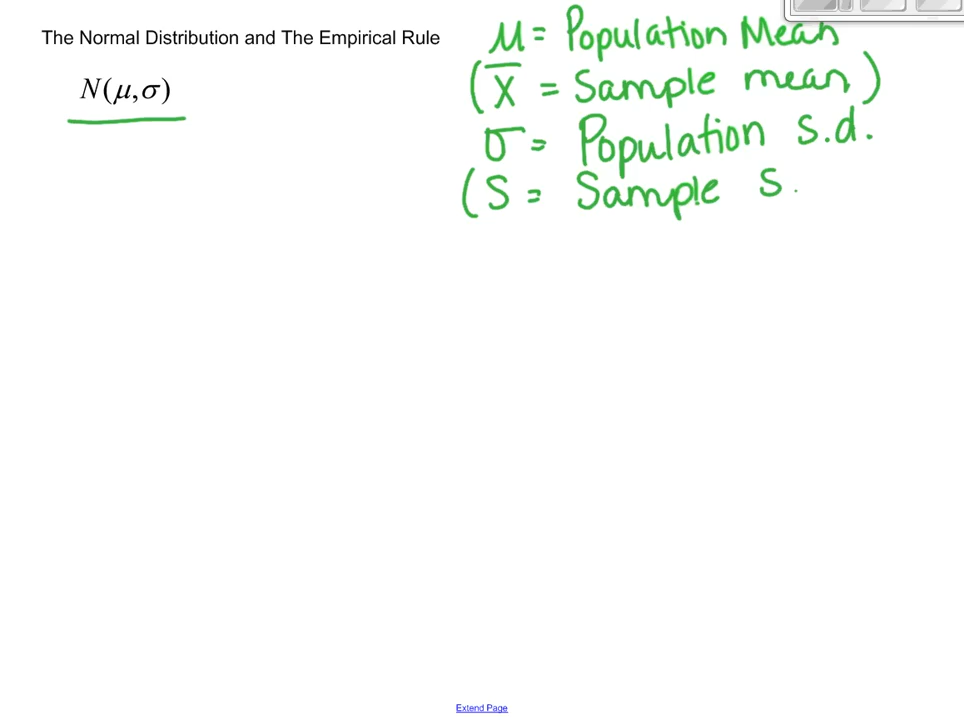 The Normal Distribution and The Empirical Rule
N(μ,σ)
μ = Population Mean
(x̅ = Sample mean)
σ = Population s.d.
(S = Sample s.
Extend Page